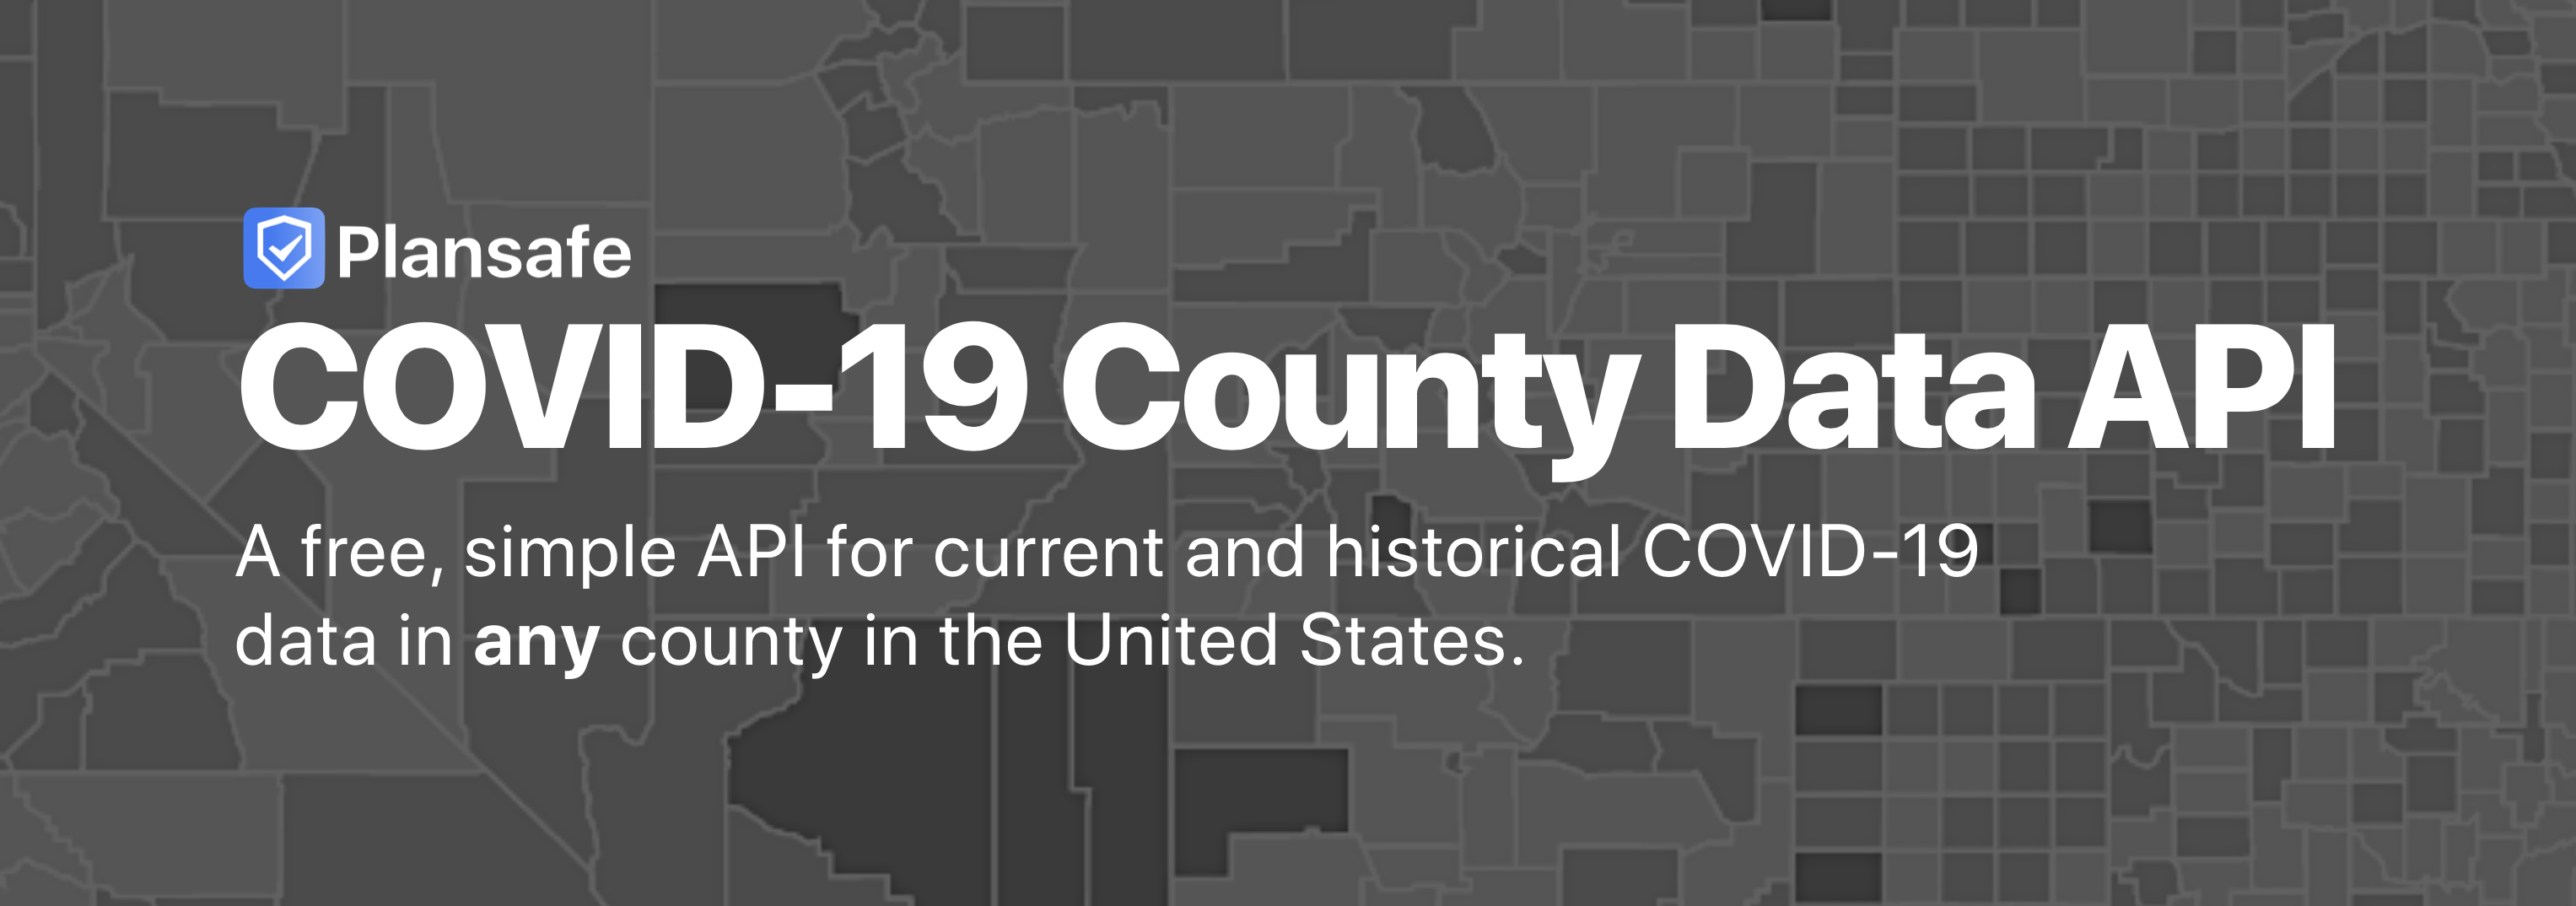 Plansafe
COVID-19 County Data API
A free, simple API for current and historical COVID-19
data in any county in the United States.